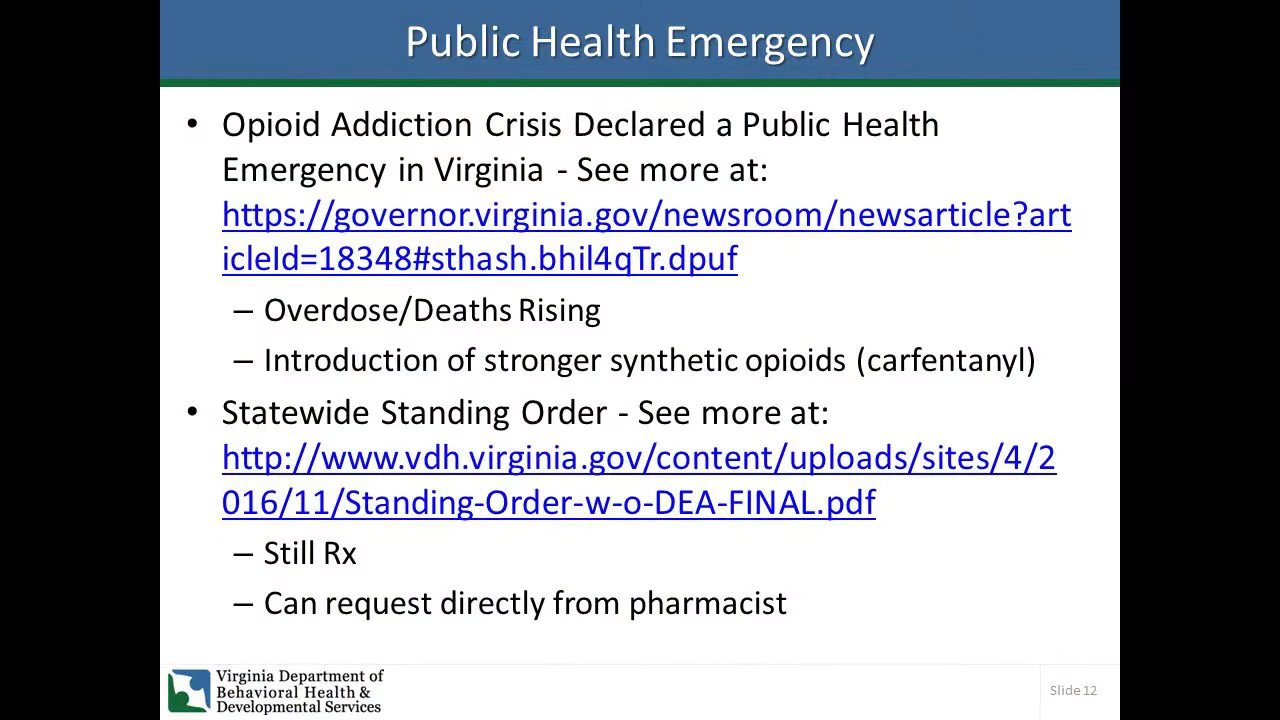 Public Health Emergency
• Opioid Addiction Crisis Declared a Public Health
Emergency in Virginia - See more at:
https://governor.virginia.gov/newsroom/newsarticle?art
icleId=18348#sthash.bhil4qTr.dpuf
– Overdose/Deaths Rising
– Introduction of stronger synthetic opioids (carfentanyl)
• Statewide Standing Order - See more at:
http://www.vdh.virginia.gov/content/uploads/sites/4/2
016/11/Standing-Order-w-o-DEA-FINAL.pdf
– Still Rx
– Can request directly from pharmacist
Virginia Department of
Behavioral Health &
Developmental Services
Slide 12